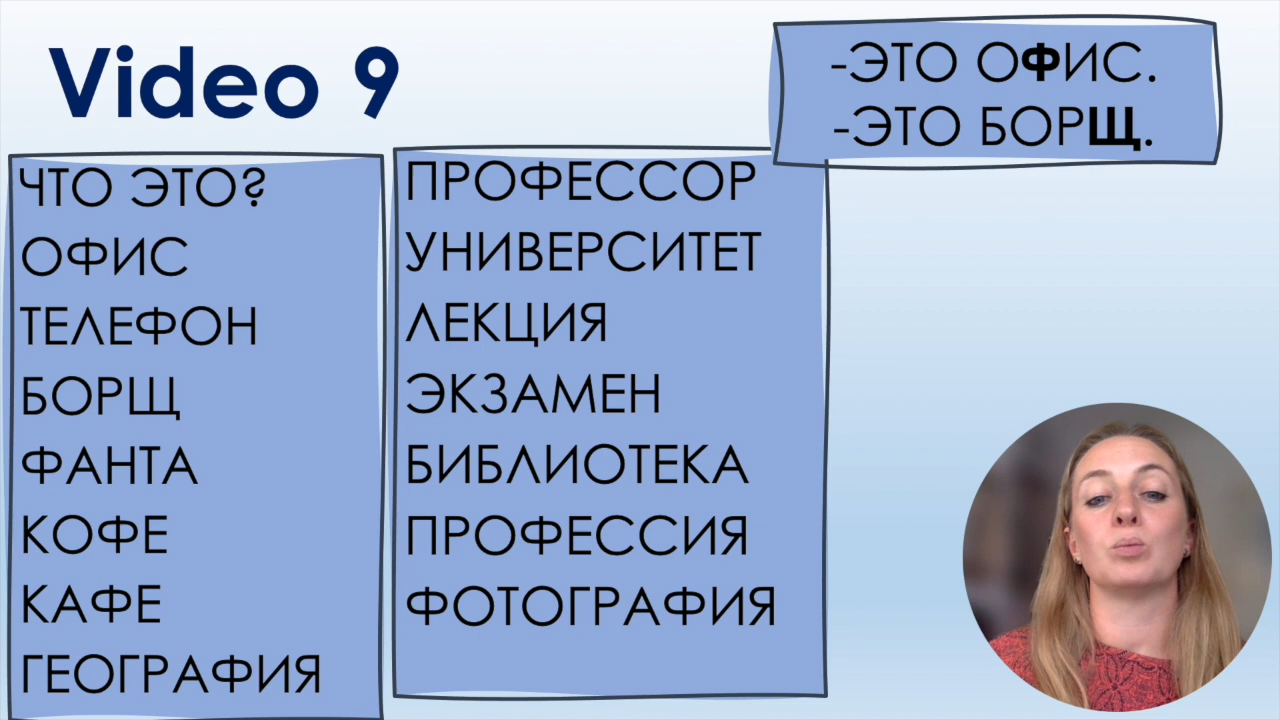 Video 9
-ЭТО ОФИС.
-ЭТО БОРЩ.
ЧТО ЭТО?
ОФИС
ТЕЛЕФОН
БОРЩ
ФАНТА
КОФЕ
КАФЕ
ГЕОГРАФИЯ
ПРОФЕССОР
УНИВЕРСИТЕТ
ЛЕКЦИЯ
ЭКЗАМЕН
БИБЛИОТЕКА
ПРОФЕССИЯ
ФОТОГРАФИЯ